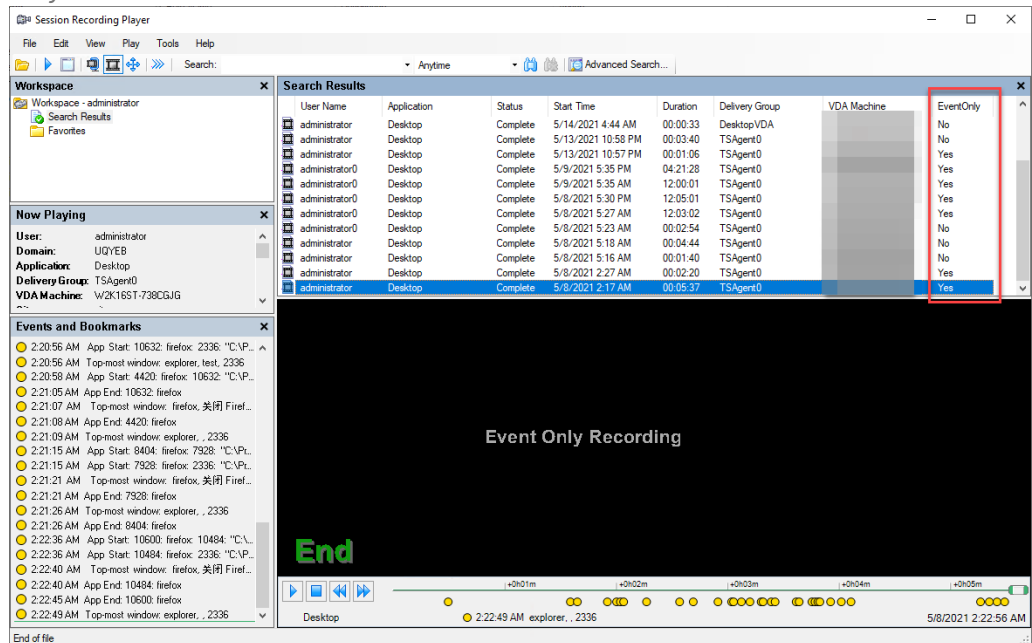 Session Recording Player
File Edit View Play Tools Help
Search: Anytime Advanced Search...
Workspace
Workspace - administrator
Search Results
Favorites
Now Playing
User: administrator
Domain: UQYEB
Application: Desktop
Delivery Group: TSAgent0
VDA Machine: W2K16ST-738CGJG
Events and Bookmarks
2:20:56 AM App Start: 10632: firefox: 2336: "C:\P...
2:20:56 AM Top-most window: explorer, test, 2336
2:20:58 AM App Start: 4420: firefox: 10632: "C:\P...
2:21:05 AM App End: 10632: firefox
2:21:07 AM Top-most window: firefox, 关闭 Firef...
2:21:08 AM App End: 4420: firefox
2:21:09 AM Top-most window: explorer, , 2336
2:21:15 AM App Start: 8404: firefox: 7928: "C:\Pr...
2:21:15 AM App Start: 7928: firefox: 2336: "C:\Pr...
2:21:21 AM Top-most window: firefox, 关闭 Firef...
2:21:21 AM App End: 7928: firefox
2:21:26 AM Top-most window: explorer, , 2336
2:21:26 AM App End: 8404: firefox
2:22:36 AM App Start: 10600: firefox: 10484: "C:\...
2:22:36 AM App Start: 10484: firefox: 2336: "C:\P...
2:22:40 AM Top-most window: firefox, 关闭 Firef...
2:22:40 AM App End: 10484: firefox
2:22:45 AM App End: 10600: firefox
2:22:49 AM Top-most window: explorer, , 2336
Search Results
User Name Application Status Start Time Duration Delivery Group VDA Machine EventOnly
administrator Desktop Complete 5/14/2021 4:44 AM 00:00:33 DesktopVDA No
administrator Desktop Complete 5/13/2021 10:58 PM 00:03:40 TSAgent0 No
administrator Desktop Complete 5/13/2021 10:57 PM 00:01:06 TSAgent0 Yes
administrator0 Desktop Complete 5/9/2021 5:35 PM 04:21:28 TSAgent0 Yes
administrator0 Desktop Complete 5/9/2021 5:35 AM 12:00:01 TSAgent0 Yes
administrator0 Desktop Complete 5/8/2021 5:30 PM 12:05:01 TSAgent0 Yes
administrator0 Desktop Complete 5/8/2021 5:27 AM 12:03:02 TSAgent0 Yes
administrator0 Desktop Complete 5/8/2021 5:23 AM 00:02:54 TSAgent0 No
administrator Desktop Complete 5/8/2021 5:18 AM 00:04:44 TSAgent0 No
administrator Desktop Complete 5/8/2021 5:16 AM 00:01:40 TSAgent0 No
administrator Desktop Complete 5/8/2021 2:27 AM 00:02:20 TSAgent0 Yes
administrator Desktop Complete 5/8/2021 2:17 AM 00:05:37 TSAgent0 Yes
Event Only Recording
End
+0h01m +0h02m +0h03m +0h04m +0h05m
Desktop 2:22:49 AM explorer, , 2336 5/8/2021 2:22:56 AM
End of file